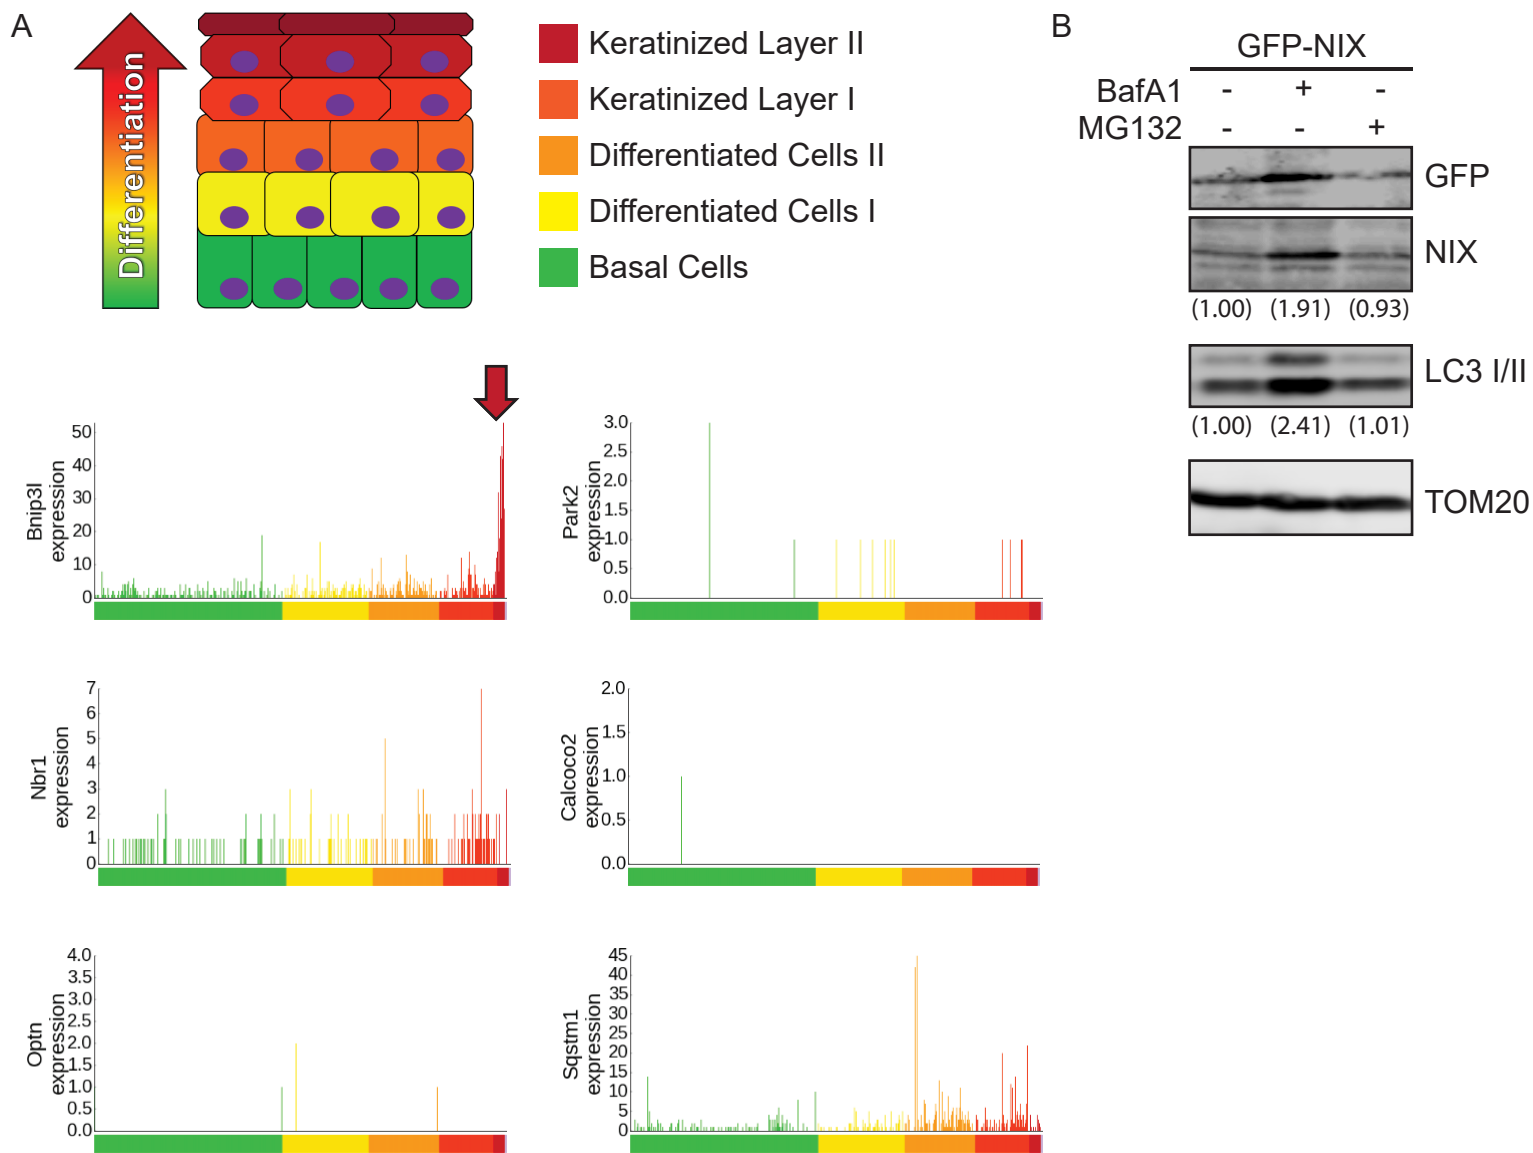 A
Differentiation
Keratinized Layer II
Keratinized Layer I
Differentiated Cells II
Differentiated Cells I
Basal Cells
Bnip3l
expression
50
40
30
20
10
0
Park2
expression
3.0
2.5
2.0
1.5
1.0
0.5
0.0
Nbr1
expression
7
6
5
4
3
2
1
0
Calcoco2
expression
2.0
1.5
1.0
0.5
0.0
Optn
expression
4.0
3.5
3.0
2.5
2.0
1.5
1.0
0.5
0.0
Sqstm1
expression
45
40
35
30
25
20
15
10
5
0
B
GFP-NIX
BafA1 - + -
MG132 - - +
GFP
NIX
(1.00) (1.91) (0.93)
LC3 I/II
(1.00) (2.41) (1.01)
TOM20